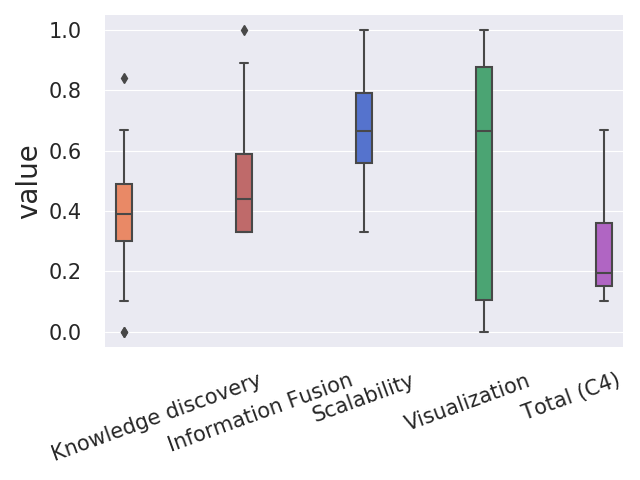 1.0
0.8
0.6
0.4
0.2
0.0
value
Knowledge discovery
Information Fusion
Scalability
Visualization
Total (C4)